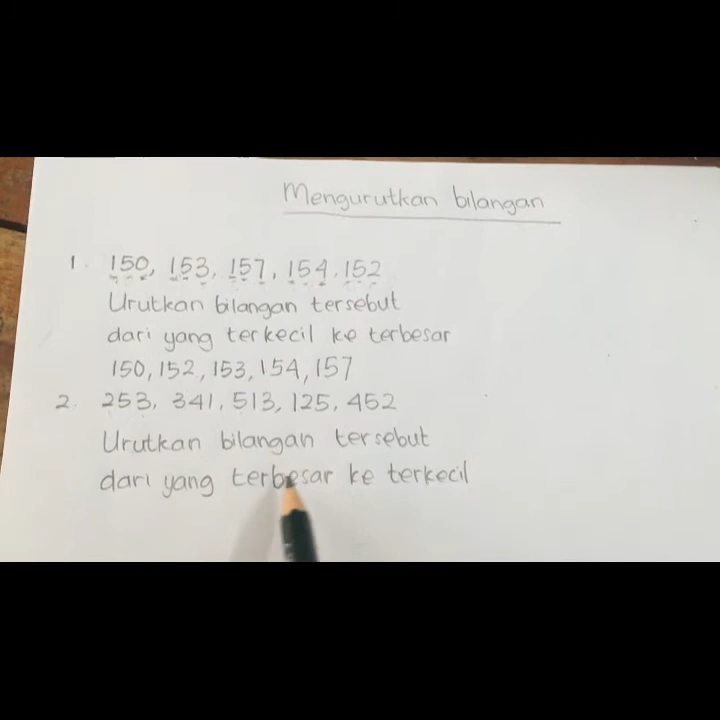 Mengurutkan bilangan
1. 150, 153, 157, 154, 152
Urutkan bilangan tersebut
dari yang terkecil ke terbesar
150, 152, 153, 154, 157
2. 253, 341, 513, 125, 452
Urutkan bilangan tersebut
dari yang terbesar ke terkecil